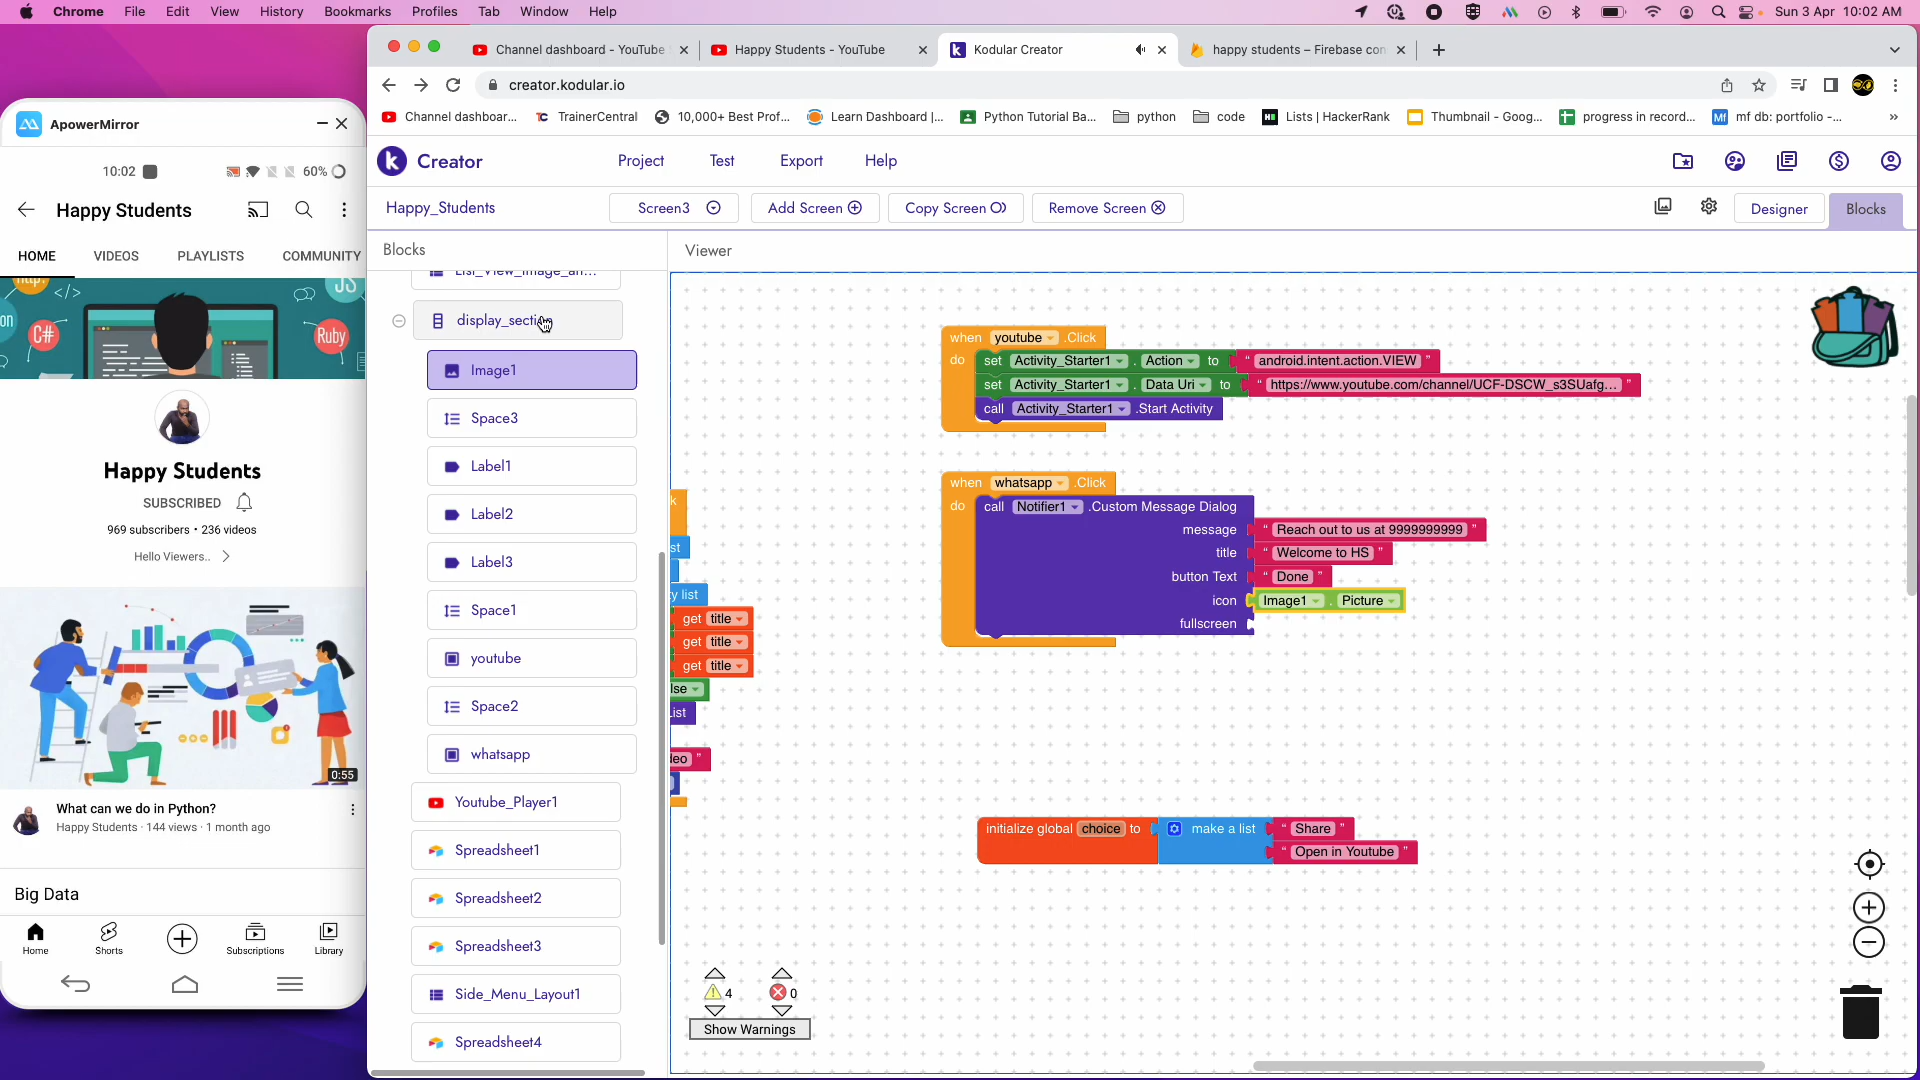 Chrome File Edit View History Bookmarks Profiles Tab Window Help Sun 3 Apr 10:02 AM
Channel dashboard - YouTube Happy Students - YouTube Kodular Creator happy students – Firebase con
creator.kodular.io
Channel dashboar... TrainerCentral 10,000+ Best Prof... Learn Dashboard |... Python Tutorial Ba... python code Lists | HackerRank Thumbnail - Goog... progress in record... mf db: portfolio -... »
ApowerMirror
10:02 60%
Happy Students
HOME VIDEOS PLAYLISTS COMMUNITY
http:
</>
JS
on
C#
Ruby
Happy Students
SUBSCRIBED
969 subscribers • 236 videos
Hello Viewers..
0:55
What can we do in Python?
Happy Students · 144 views · 1 month ago
Big Data
Home Shorts Subscriptions Library
Creator Project Test Export Help
Happy_Students Screen3 Add Screen Copy Screen Remove Screen Designer Blocks
Blocks
List_View_Image_an...
display_section
Image1
Space3
Label1
Label2
Label3
Space1
youtube
Space2
whatsapp
Youtube_Player1
Spreadsheet1
Spreadsheet2
Spreadsheet3
Side_Menu_Layout1
Spreadsheet4
Viewer
when youtube .Click
do set Activity_Starter1 . Action to “ android.intent.action.VIEW ”
set Activity_Starter1 . Data Uri to “ https://www.youtube.com/channel/UCF-DSCW_s3SUafg... ”
call Activity_Starter1 .Start Activity
when whatsapp .Click
do call Notifier1 .Custom Message Dialog
message “ Reach out to us at 9999999999 ”
title “ Welcome to HS ”
button Text “ Done ”
icon Image1 . Picture
fullscreen
k
st
y list
get title
get title
get title
lse
ist
deo ”
initialize global choice to make a list “ Share ”
“ Open in Youtube ”
4 0
Show Warnings